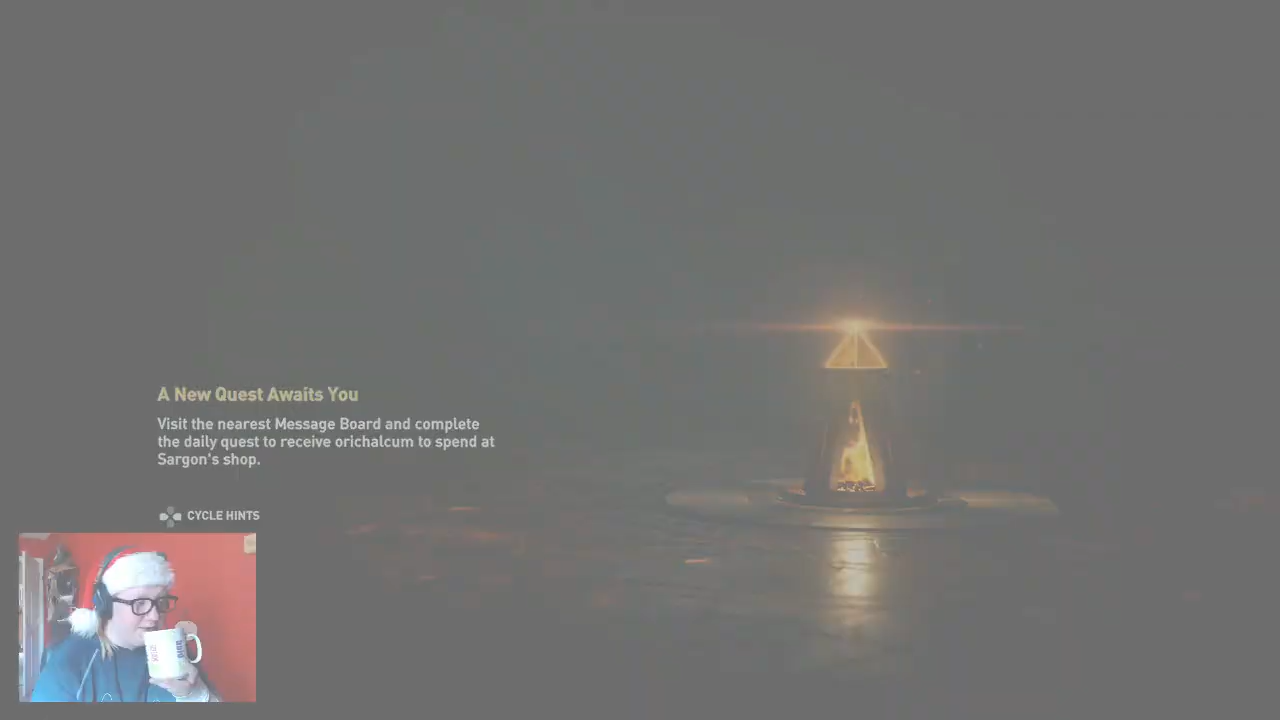 A New Quest Awaits You
Visit the nearest Message Board and complete
the daily quest to receive orichalcum to spend at
Sargon's shop.
CYCLE HINTS